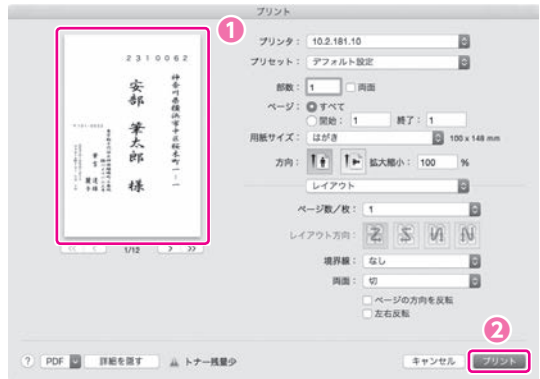 プリント
1
2310062
神奈川県横浜市中区桜木町一-一
安部 筆太郎 様
1/12
プリンタ： 10.2.181.10
プリセット： デフォルト設定
部数： 1 両面
ページ： すべて
開始： 1 終了： 1
用紙サイズ： はがき 100 x 148 mm
方向： 拡大縮小： 100 %
レイアウト
ページ数／枚： 1
レイアウト方向：
境界線： なし
両面： 切
ページの方向を反転
左右反転
2
? PDF 詳細を隠す トナー残量少 キャンセル プリント